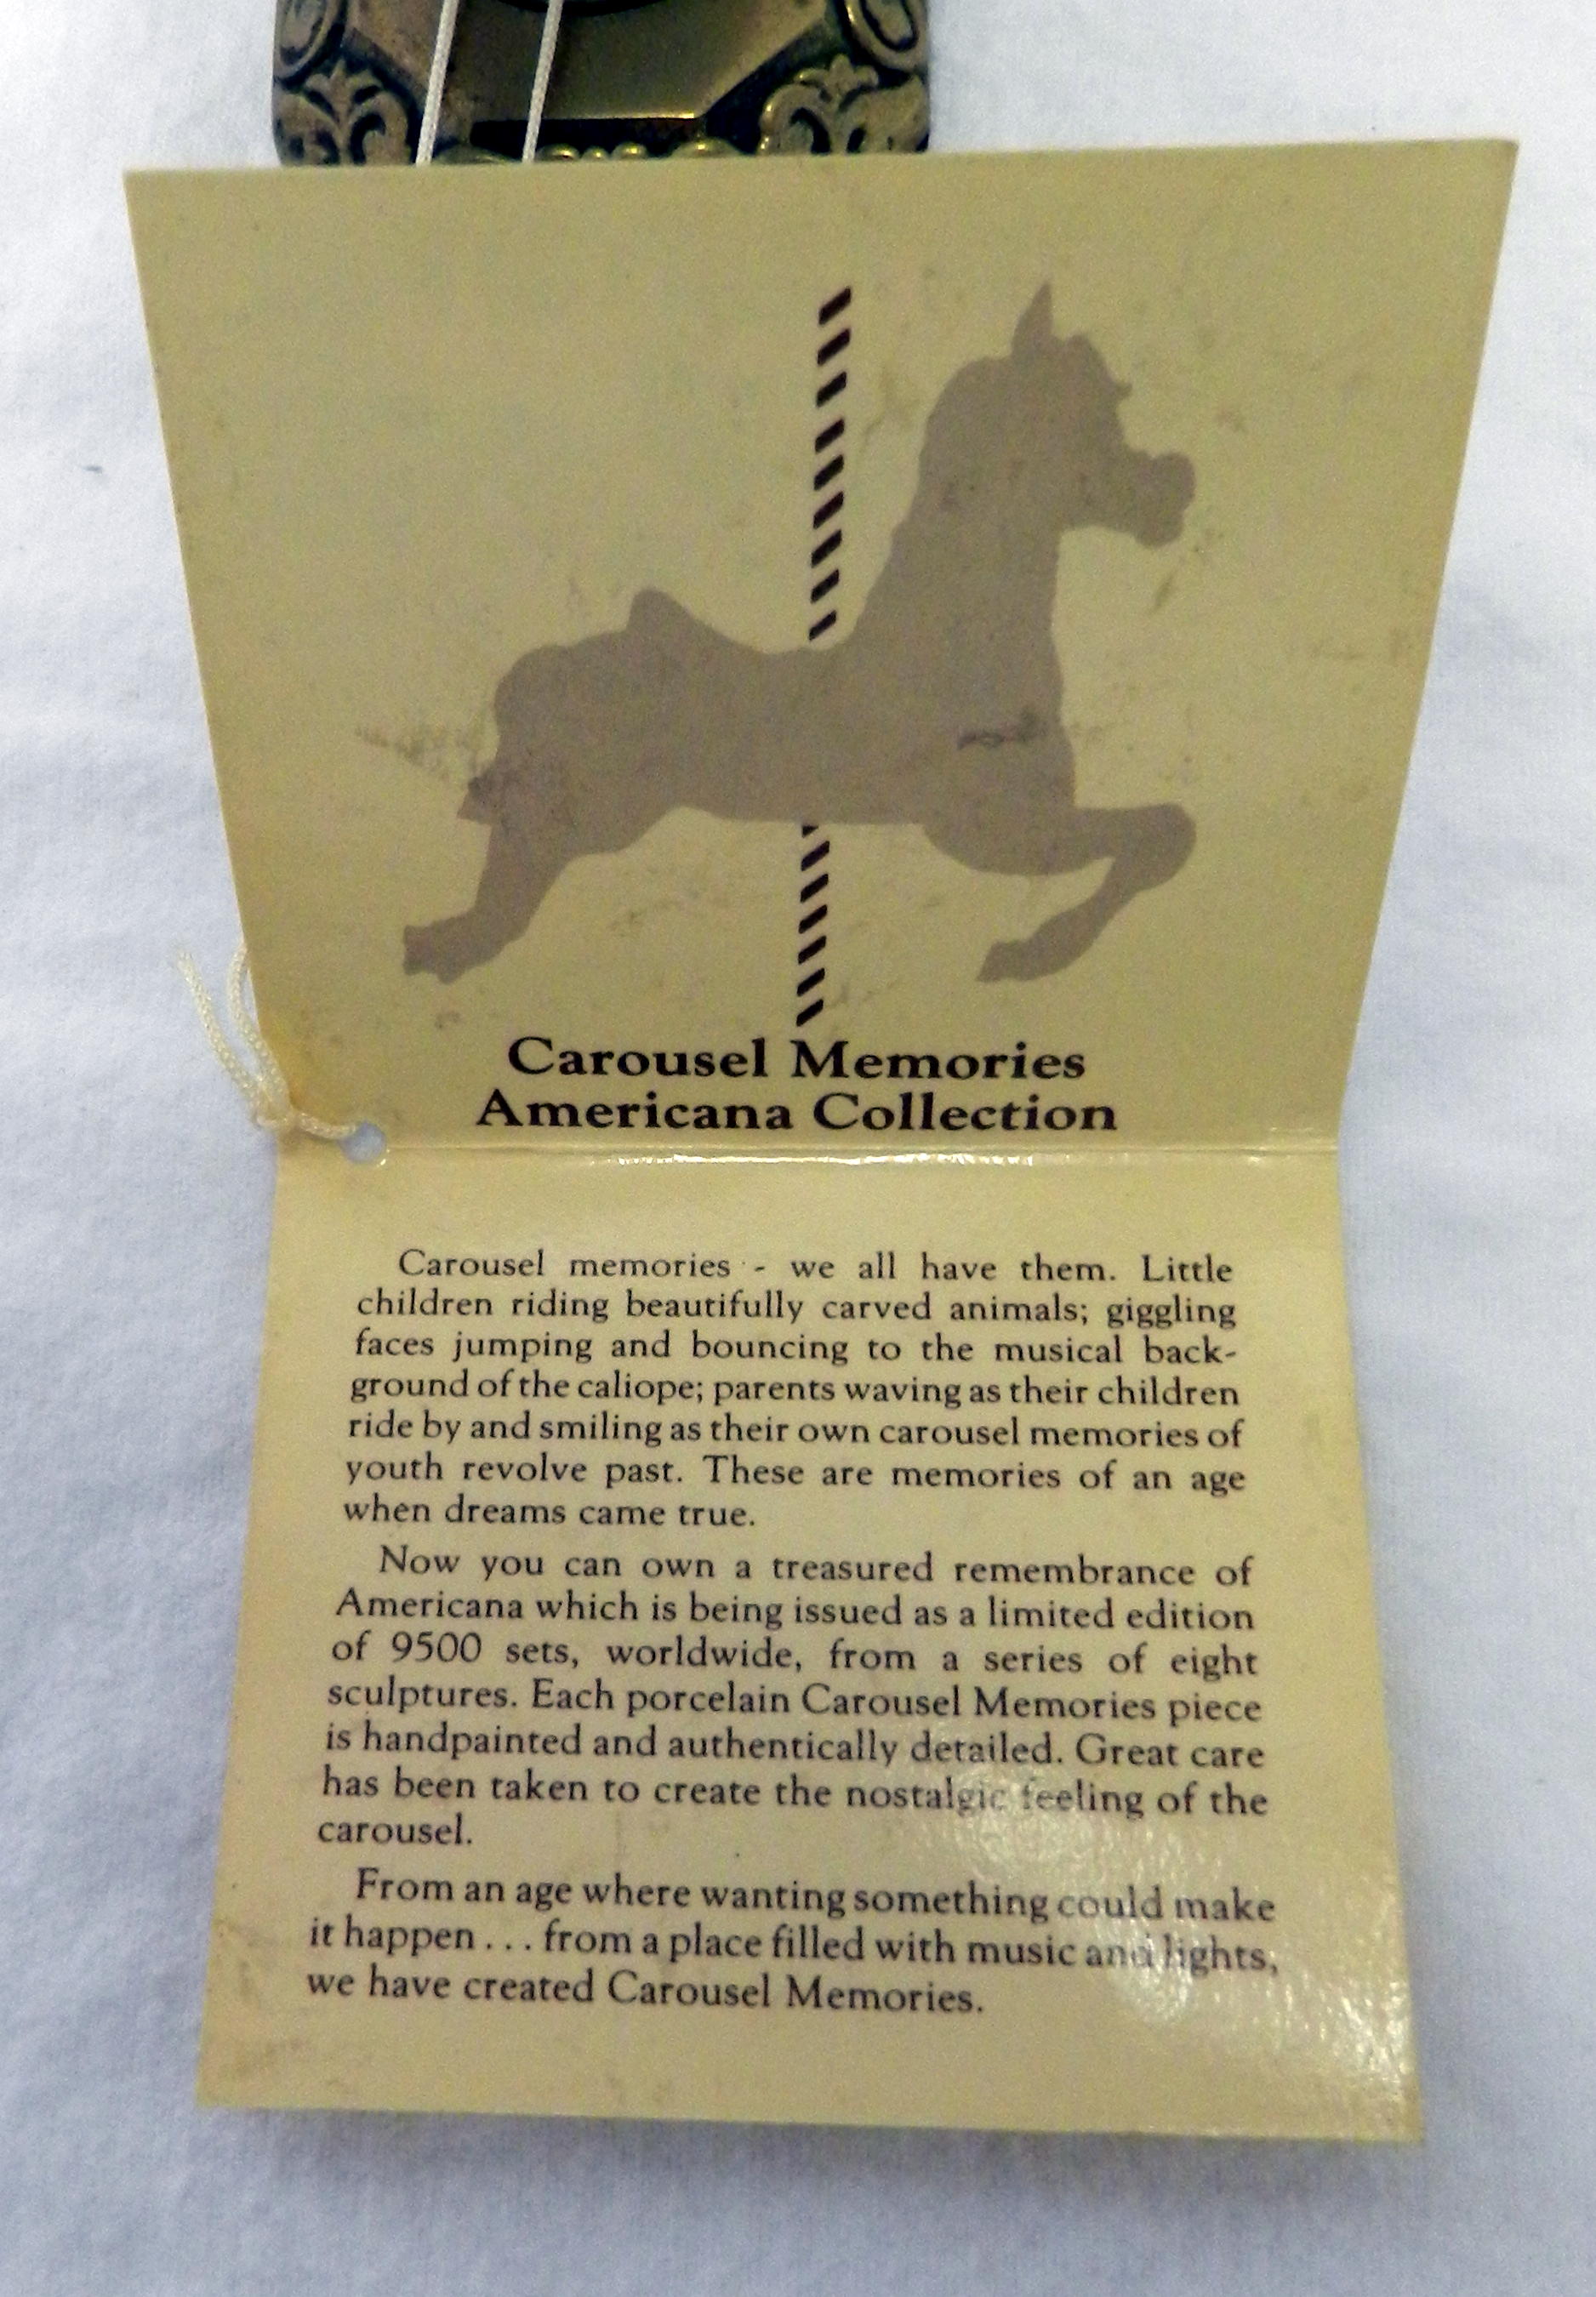 Carousel Memories
Americana Collection
Carousel memories - we all have them. Little
children riding beautifully carved animals; giggling
faces jumping and bouncing to the musical back-
ground of the caliope; parents waving as their children
ride by and smiling as their own carousel memories of
youth revolve past. These are memories of an age
when dreams came true.
Now you can own a treasured remembrance of
Americana which is being issued as a limited edition
of 9500 sets, worldwide, from a series of eight
sculptures. Each porcelain Carousel Memories piece
is handpainted and authentically detailed. Great care
has been taken to create the nostalgic feeling of the
carousel.
From an age where wanting something could make
it happen . . . from a place filled with music and lights,
we have created Carousel Memories.